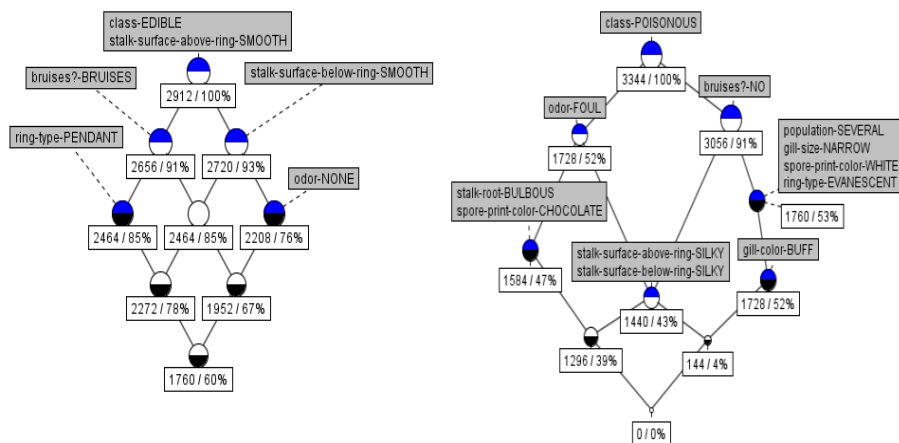 class-EDIBLE
stalk-surface-above-ring-SMOOTH
bruises?-BRUISES
stalk-surface-below-ring-SMOOTH
2912 / 100%
ring-type-PENDANT
2656 / 91%
2720 / 93%
odor-NONE
2464 / 85%
2464 / 85%
2208 / 76%
2272 / 78%
1952 / 67%
1760 / 60%
class-POISONOUS
3344 / 100%
bruises?-NO
odor-FOUL
3056 / 91%
population-SEVERAL
gill-size-NARROW
spore-print-color-WHITE
ring-type-EVANESCENT
1728 / 52%
stalk-root-BULBOUS
spore-print-color-CHOCOLATE
1760 / 53%
stalk-surface-above-ring-SILKY
stalk-surface-below-ring-SILKY
gill-color-BUFF
1584 / 47%
1440 / 43%
1728 / 52%
1296 / 39%
144 / 4%
0 / 0%